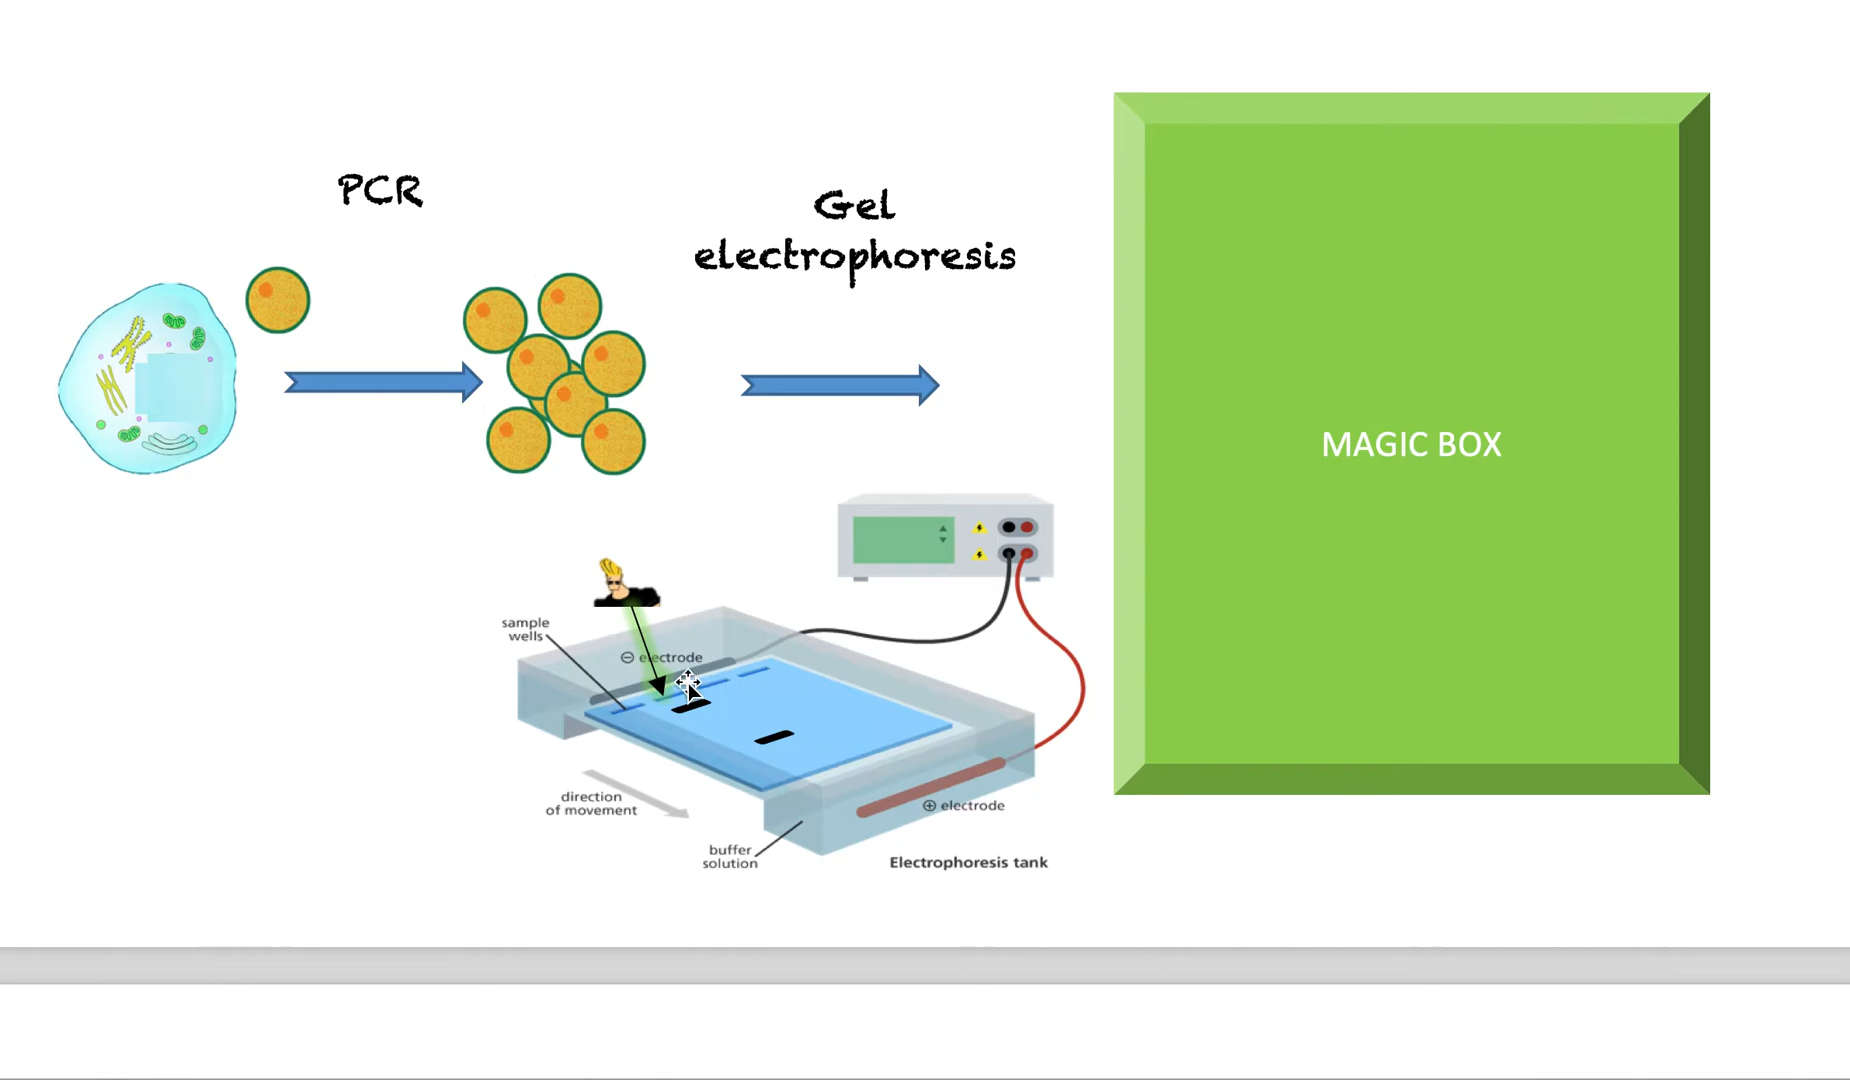 PCR
Gel
electrophoresis
MAGIC BOX
sample
wells
⊖ electrode
direction
of movement
⊕ electrode
buffer
solution
Electrophoresis tank